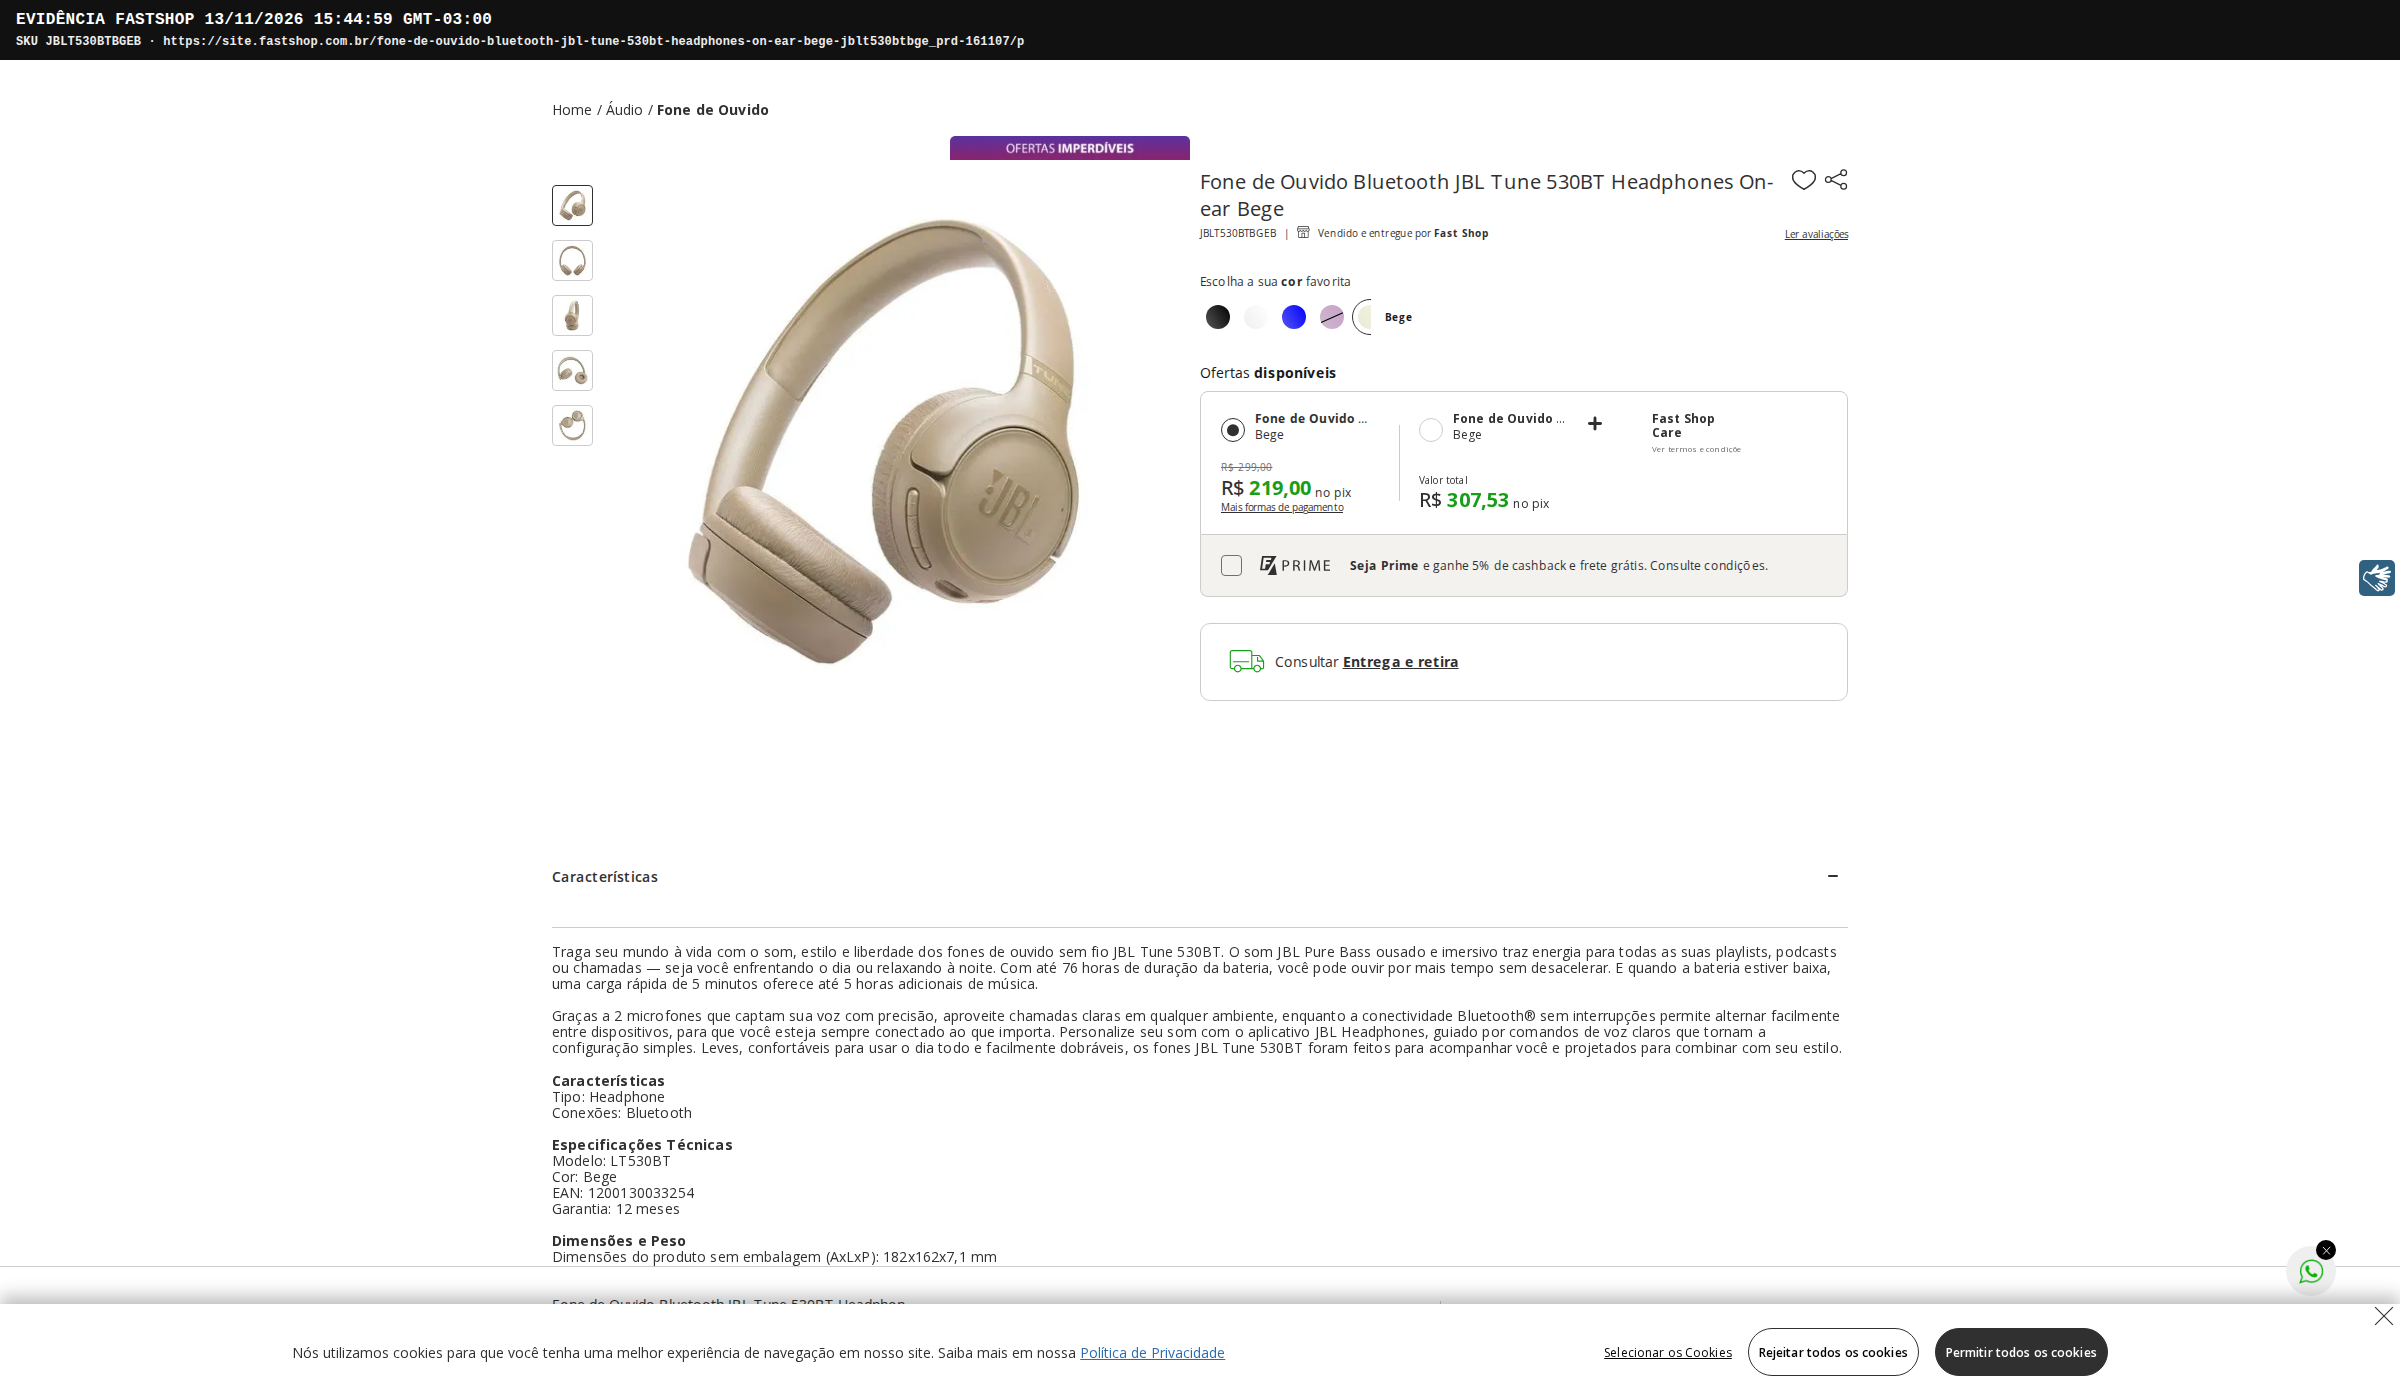 EVIDÊNCIA FASTSHOP 13/11/2026 15:44:59 GMT-03:00
SKU JBLT530BTBGEB · https://site.fastshop.com.br/fone-de-ouvido-bluetooth-jbl-tune-530bt-headphones-on-ear-bege-jblt530btbge_prd-161107/p
Home / Áudio / Fone de Ouvido
OFERTAS IMPERDÍVEIS
Fone de Ouvido Bluetooth JBL Tune 530BT Headphones On-
ear Bege
JBLT530BTBGEB | Vendido e entregue por Fast Shop
Ler avaliações
Escolha a sua cor favorita
Bege
Ofertas disponíveis
Fone de Ouvido ...
Bege
R$ 299,00
R$ 219,00 no pix
Mais formas de pagamento
Fone de Ouvido ...
Bege
+
Fast Shop
Care
Ver termos e condiçõe
Valor total
R$ 307,53 no pix
PRIME
Seja Prime e ganhe 5% de cashback e frete grátis. Consulte condições.
Consultar Entrega e retira
TUNE
JBL
Características
Traga seu mundo à vida com o som, estilo e liberdade dos fones de ouvido sem fio JBL Tune 530BT. O som JBL Pure Bass ousado e imersivo traz energia para todas as suas playlists, podcasts
ou chamadas — seja você enfrentando o dia ou relaxando à noite. Com até 76 horas de duração da bateria, você pode ouvir por mais tempo sem desacelerar. E quando a bateria estiver baixa,
uma carga rápida de 5 minutos oferece até 5 horas adicionais de música.
Graças a 2 microfones que captam sua voz com precisão, aproveite chamadas claras em qualquer ambiente, enquanto a conectividade Bluetooth® sem interrupções permite alternar facilmente
entre dispositivos, para que você esteja sempre conectado ao que importa. Personalize seu som com o aplicativo JBL Headphones, guiado por comandos de voz claros que tornam a
configuração simples. Leves, confortáveis para usar o dia todo e facilmente dobráveis, os fones JBL Tune 530BT foram feitos para acompanhar você e projetados para combinar com seu estilo.
Características
Tipo: Headphone
Conexões: Bluetooth
Especificações Técnicas
Modelo: LT530BT
Cor: Bege
EAN: 1200130033254
Garantia: 12 meses
Dimensões e Peso
Dimensões do produto sem embalagem (AxLxP): 182x162x7,1 mm
Fone de Ouvido Bluetooth JBL Tune 530BT Headphon
Nós utilizamos cookies para que você tenha uma melhor experiência de navegação em nosso site. Saiba mais em nossa Política de Privacidade
Selecionar os Cookies
Rejeitar todos os cookies
Permitir todos os cookies